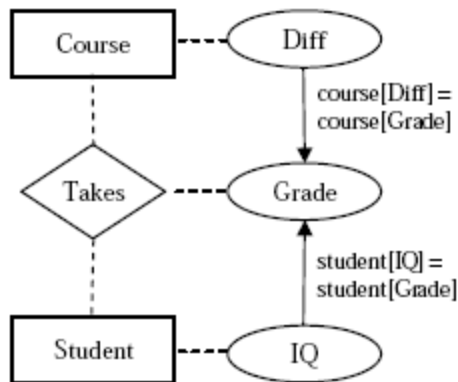 Course
Diff
course[Diff] =
course[Grade]
Takes
Grade
student[IQ] =
student[Grade]
Student
IQ